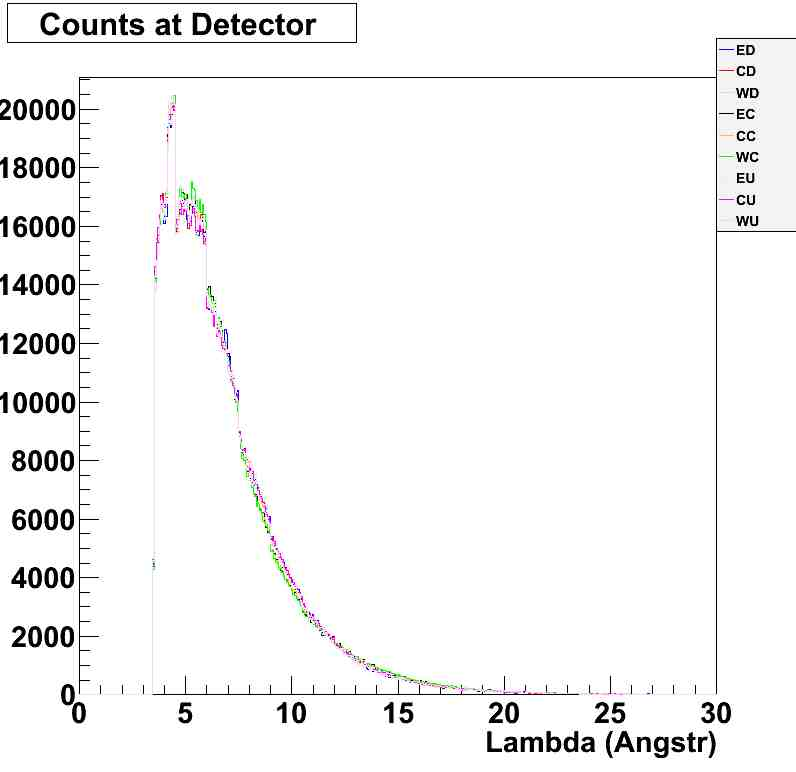 Counts at Detector
ED
CD
WD
EC
CC
WC
EU
CU
WU
20000
18000
16000
14000
12000
10000
8000
6000
4000
2000
0
0 5 10 15 20 25 30
Lambda (Angstr)